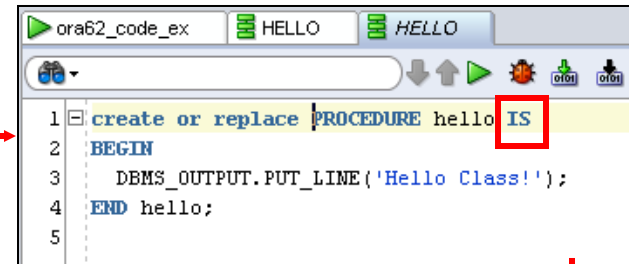 ora62_code_ex HELLO HELLO
1 create or replace PROCEDURE hello IS
2 BEGIN
3 DBMS_OUTPUT.PUT_LINE('Hello Class!');
4 END hello;
5